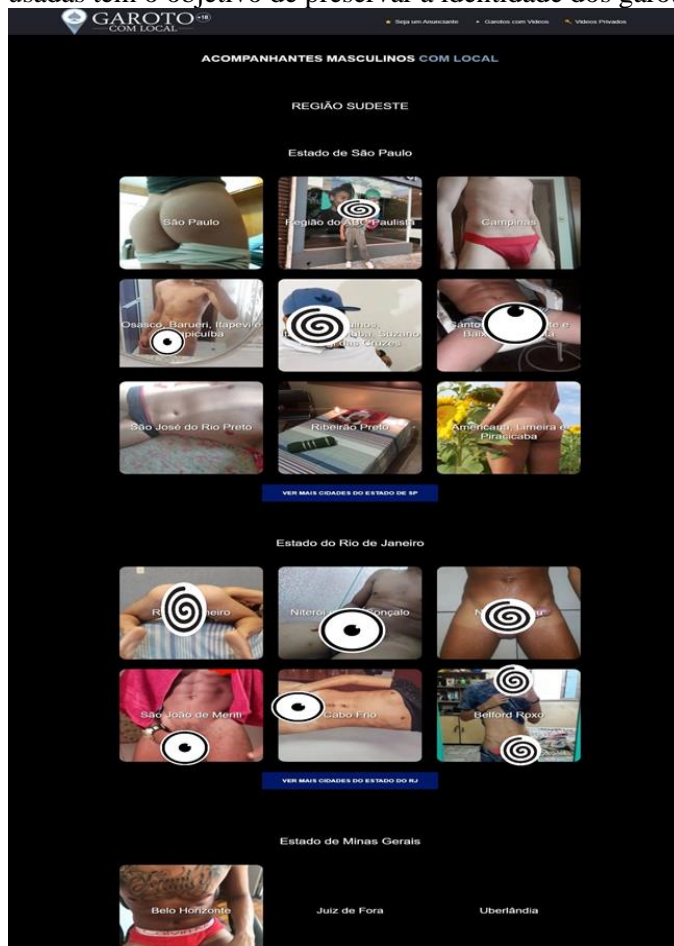 usadas tem o objetivo de preservar a identidade dos garot
GAROTO +18
COM LOCAL
Seja um Anunciante
Garotos com Vídeos
Vídeos Privados
ACOMPANHANTES MASCULINOS COM LOCAL
REGIÃO SUDESTE
Estado de São Paulo
São Paulo
Região do ABC Paulista
Campinas
Osasco, Barueri, Itapevi e
São José do Rio Preto
Ribeirão Preto
Americana, Limeira e
Piracicaba
VER MAIS CIDADES DO ESTADO DE SP
Estado do Rio de Janeiro
São João de Meriti
Cabo Frio
Belford Roxo
VER MAIS CIDADES DO ESTADO DO RJ
Estado de Minas Gerais
Belo Horizonte
Juiz de Fora
Uberlândia